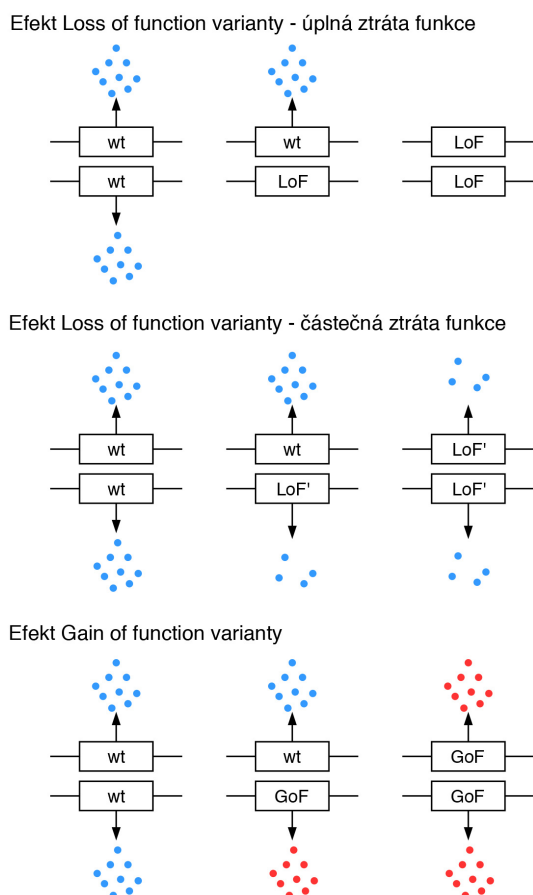 Efekt Loss of function varianty - úplná ztráta funkce
wt wt LoF
wt LoF LoF
Efekt Loss of function varianty - částečná ztráta funkce
wt wt LoF'
wt LoF' LoF'
Efekt Gain of function varianty
wt wt GoF
wt GoF GoF